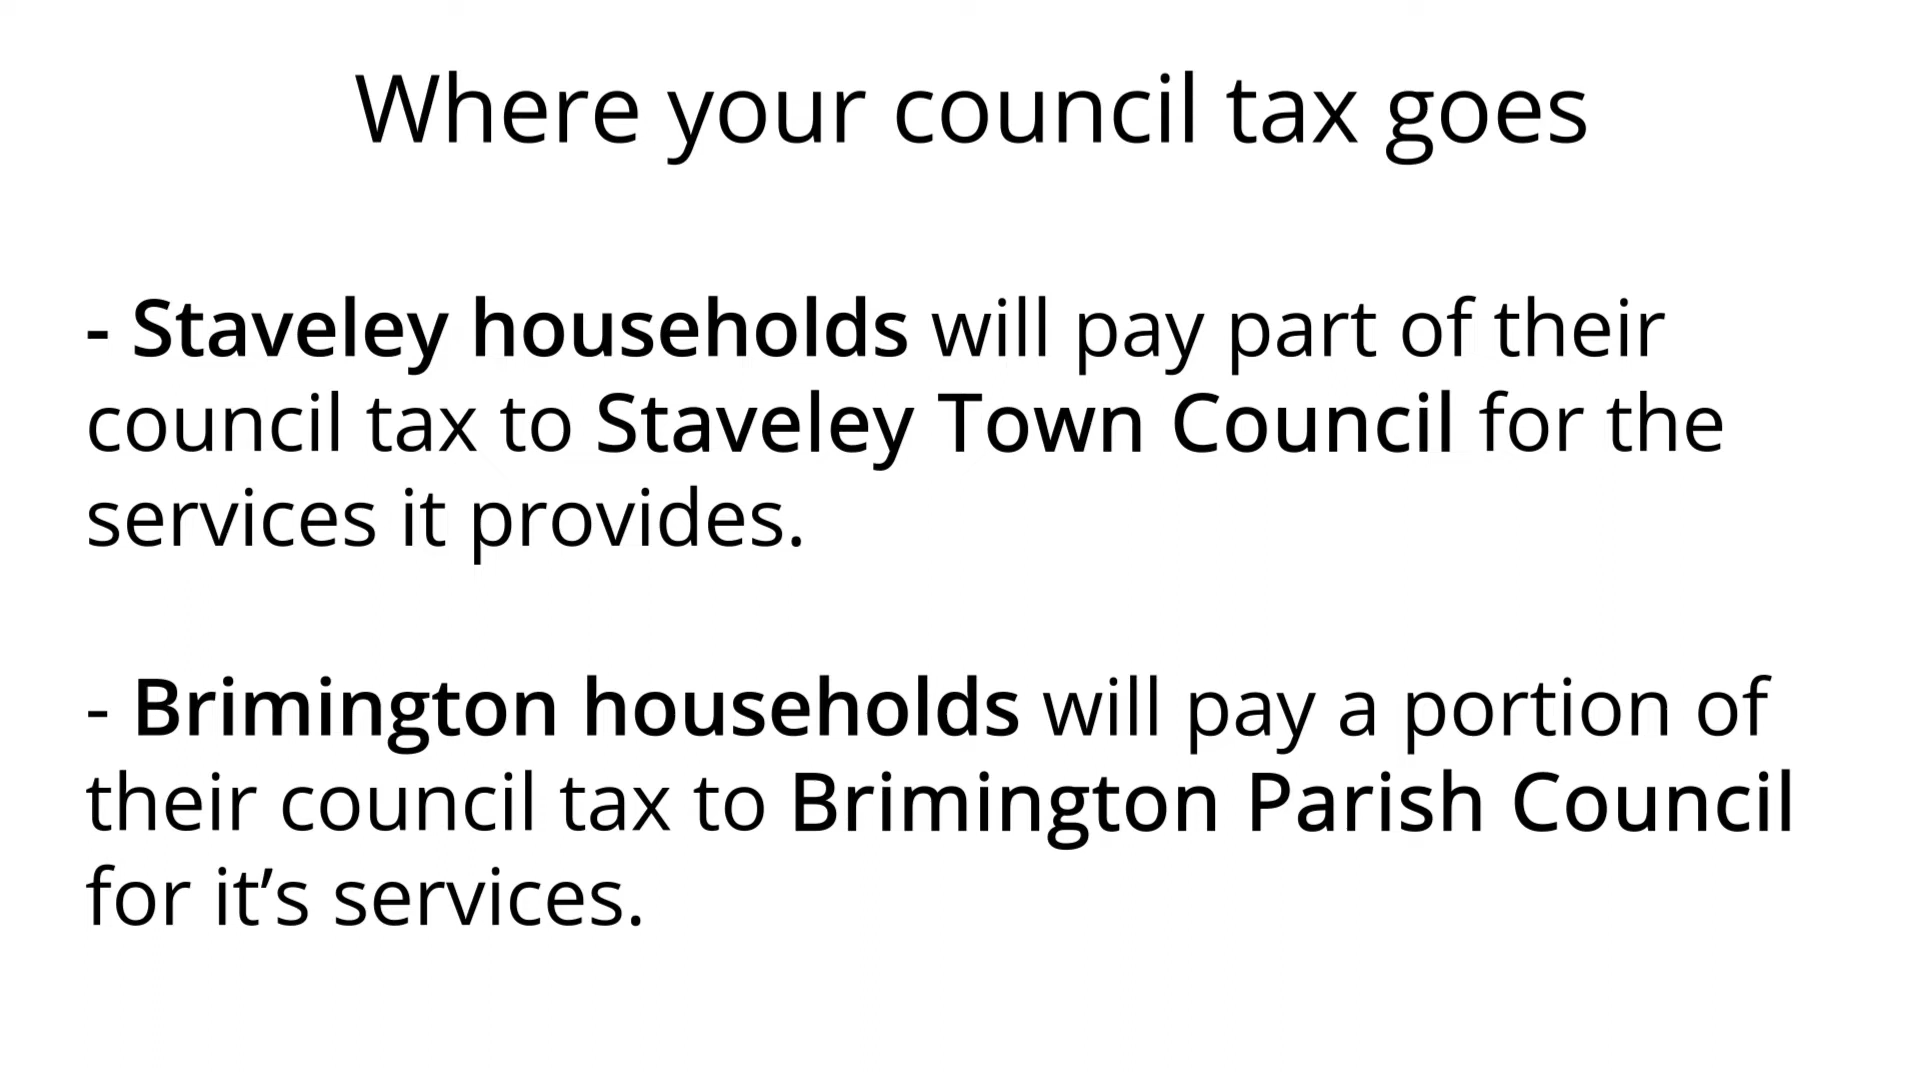 Where your council tax goes
- Staveley households will pay part of their
council tax to Staveley Town Council for the
services it provides.
- Brimington households will pay a portion of
their council tax to Brimington Parish Council
for it’s services.